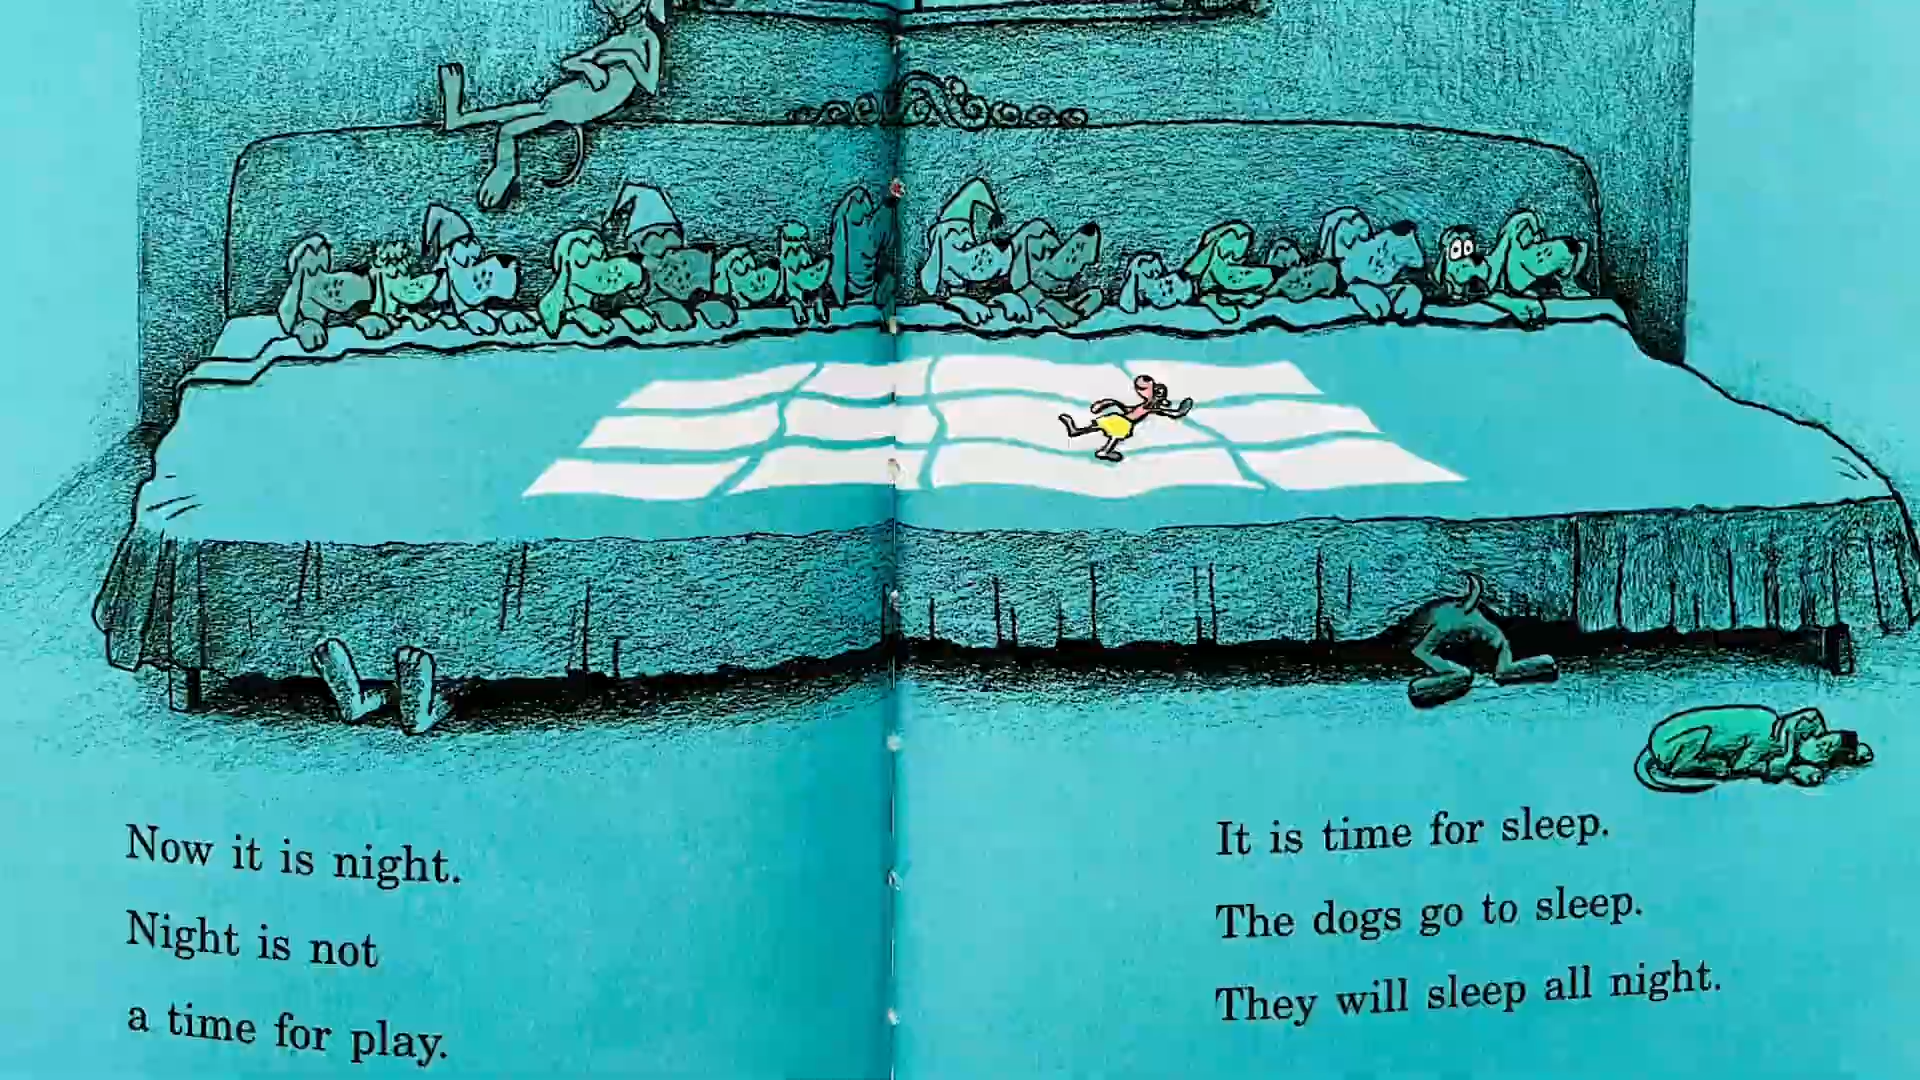 Now it is night.
Night is not
a time for play.
It is time for sleep.
The dogs go to sleep.
They will sleep all night.